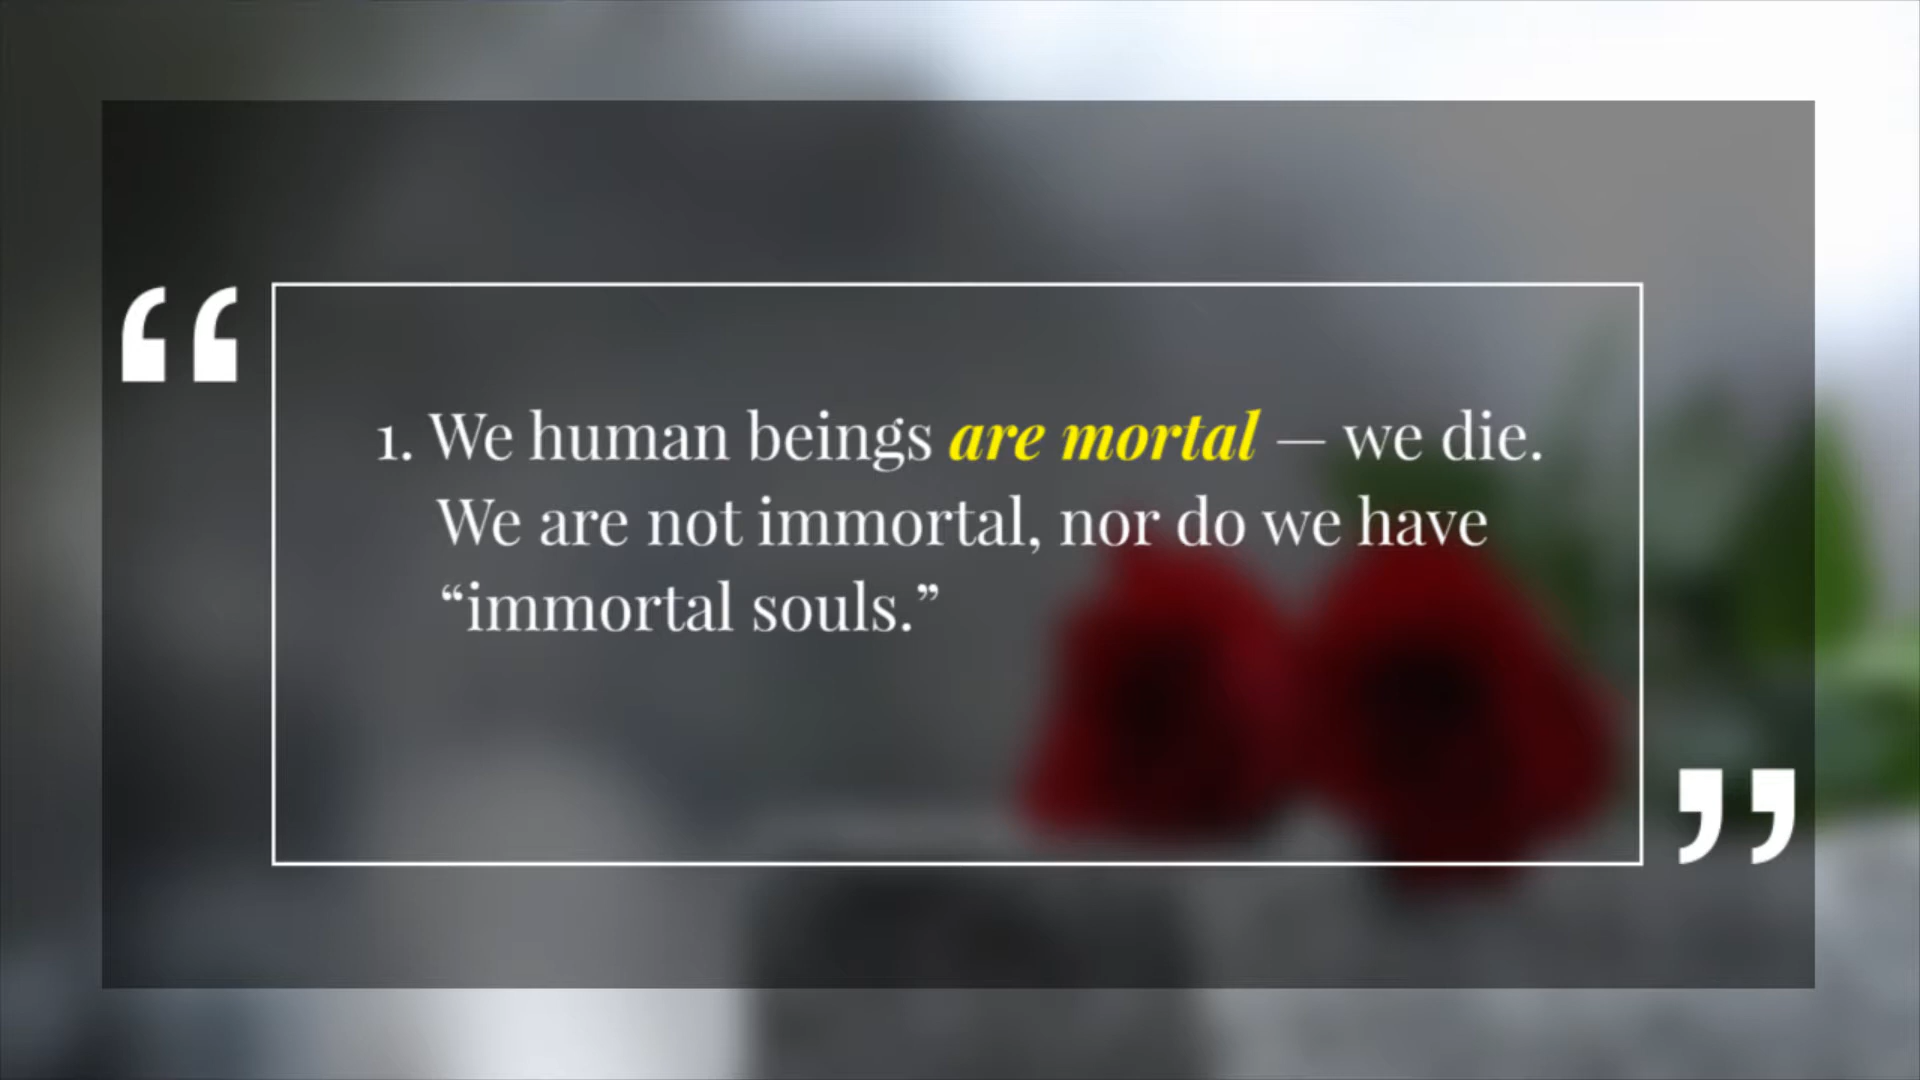 “
1. We human beings are mortal — we die.
We are not immortal, nor do we have
“immortal souls.”
”